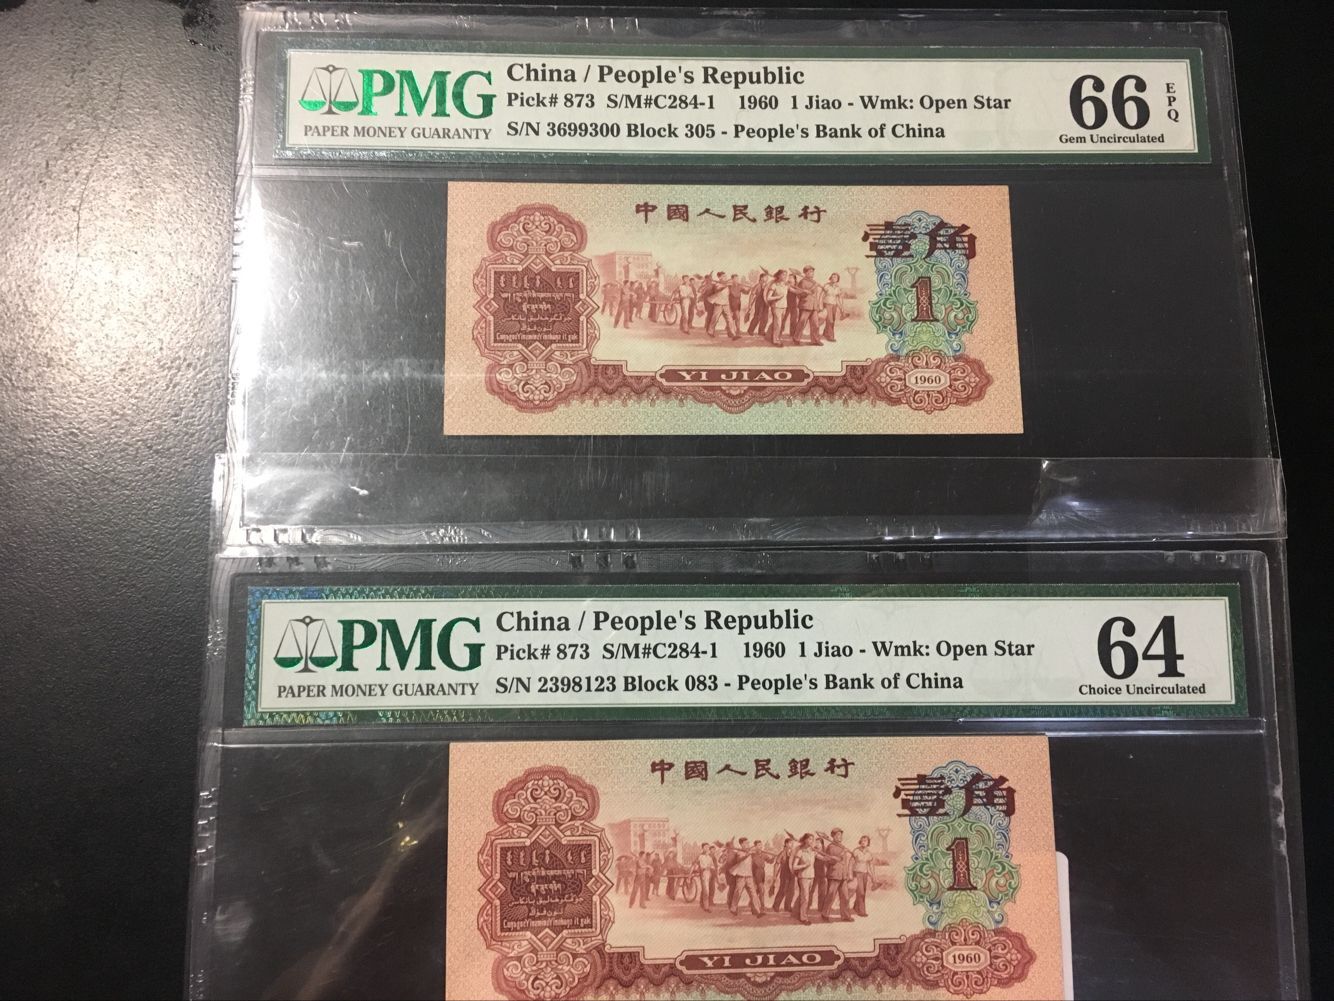 PMG
PAPER MONEY GUARANTY
China / People's Republic
Pick# 873 S/M#C284-1 1960 1 Jiao - Wmk: Open Star
S/N 3699300 Block 305 - People's Bank of China
66 EPQ
Gem Uncirculated
中國人民銀行
壹角
1
YI JIAO
1960
PMG
PAPER MONEY GUARANTY
China / People's Republic
Pick# 873 S/M#C284-1 1960 1 Jiao - Wmk: Open Star
S/N 2398123 Block 083 - People's Bank of China
64
Choice Uncirculated
中國人民銀行
壹角
1
YI JIAO
1960